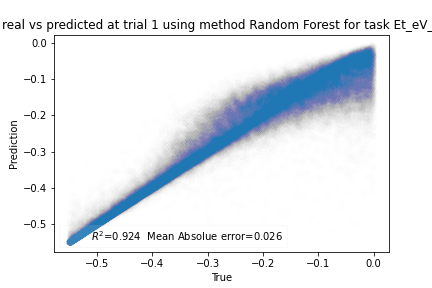 real vs predicted at trial 1 using method Random Forest for task Et_eV_
0.0
−0.1
−0.2
−0.3
−0.4
−0.5
Prediction
R²=0.924 Mean Absolue error=0.026
−0.5 −0.4 −0.3 −0.2 −0.1 0.0
True